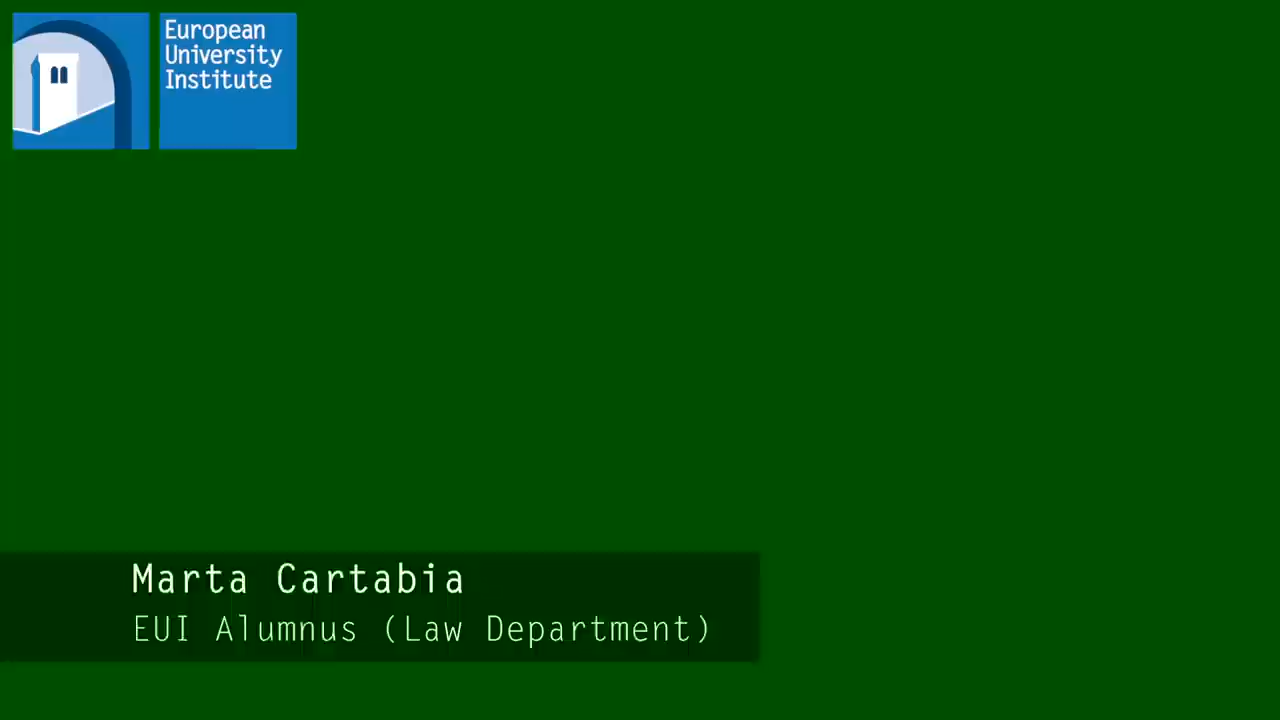 European
University
Institute
Marta Cartabia
EUI Alumnus (Law Department)